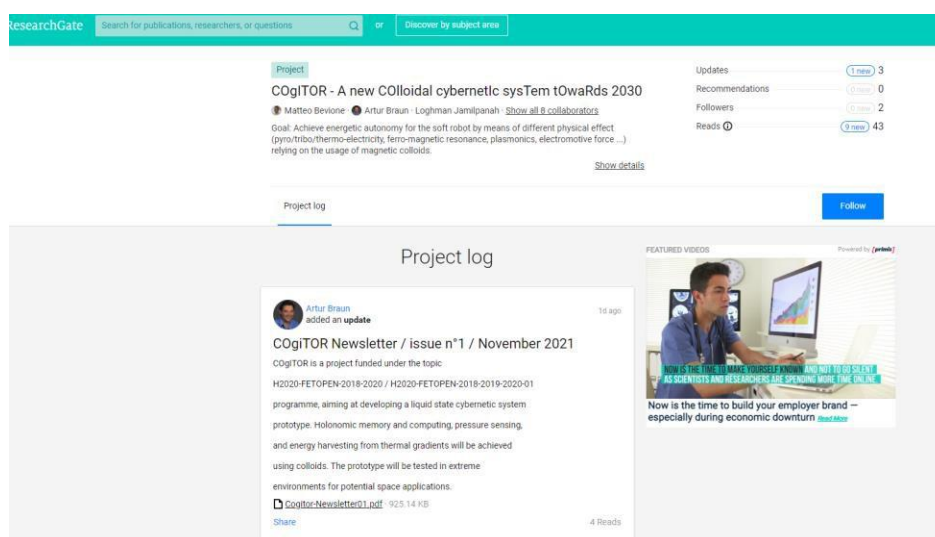 ResearchGate
Search for publications, researchers, or questions
or
Discover by subject area
Project
COgITOR - A new COlloidal cybernetIc sysTem tOwaRds 2030
Matteo Bevione · Artur Braun · Loghman Jamilpanah · Show all 8 collaborators
Goal: Achieve energetic autonomy for the soft robot by means of different physical effect
(pyro/tribo/thermo-electricity, ferro-magnetic resonance, plasmonics, electromotive force ...)
relying on the usage of magnetic colloids.
Show details
Updates 1 new 3
Recommendations 0 new 0
Followers 0 new 2
Reads 9 new 43
Project log
Follow
Project log
Artur Braun
added an update
1d ago
COgiTOR Newsletter / issue n°1 / November 2021
COgITOR is a project funded under the topic
H2020-FETOPEN-2018-2020 / H2020-FETOPEN-2018-2019-2020-01
programme, aiming at developing a liquid state cybernetic system
prototype. Holonomic memory and computing, pressure sensing,
and energy harvesting from thermal gradients will be achieved
using colloids. The prototype will be tested in extreme
environments for potential space applications.
Cogitor-Newsletter01.pdf · 925.14 KB
Share
4 Reads
FEATURED VIDEOS
Powered by [primis]
NOW IS THE TIME TO MAKE YOURSELF KNOWN AND NOT TO GO SILENT
AS SCIENTISTS AND RESEARCHERS ARE SPENDING MORE TIME ONLINE.
Now is the time to build your employer brand —
especially during economic downturn Read More